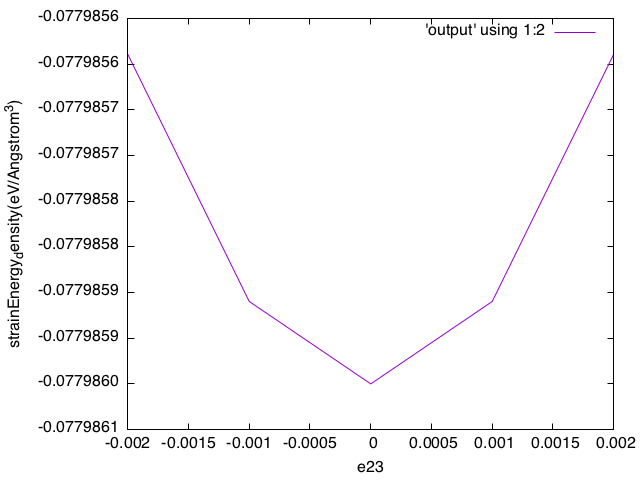 -0.0779856
'output' using 1:2
-0.0779856
-0.0779857
-0.0779857
-0.0779858
-0.0779858
-0.0779859
-0.0779859
-0.0779860
-0.0779861
strainEnergy_density(eV/Angstrom^3)
-0.002 -0.0015 -0.001 -0.0005 0 0.0005 0.001 0.0015 0.002
e23